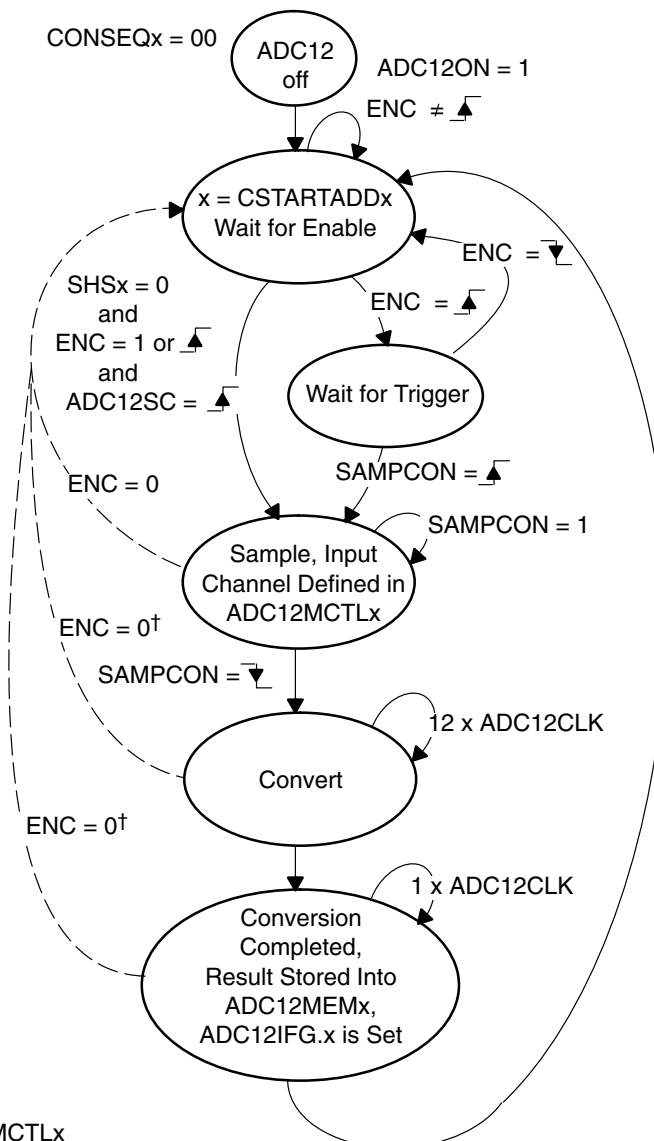 CONSEQx = 00
ADC12
off
ADC12ON = 1
ENC ≠
x = CSTARTADDx
Wait for Enable
ENC =
SHSx = 0
and
ENC = 1 or
and
ADC12SC =
ENC =
Wait for Trigger
SAMPCON =
ENC = 0
SAMPCON = 1
Sample, Input
Channel Defined in
ADC12MCTLx
ENC = 0†
SAMPCON =
12 x ADC12CLK
Convert
ENC = 0†
1 x ADC12CLK
Conversion
Completed,
Result Stored Into
ADC12MEMx,
ADC12IFG.x is Set